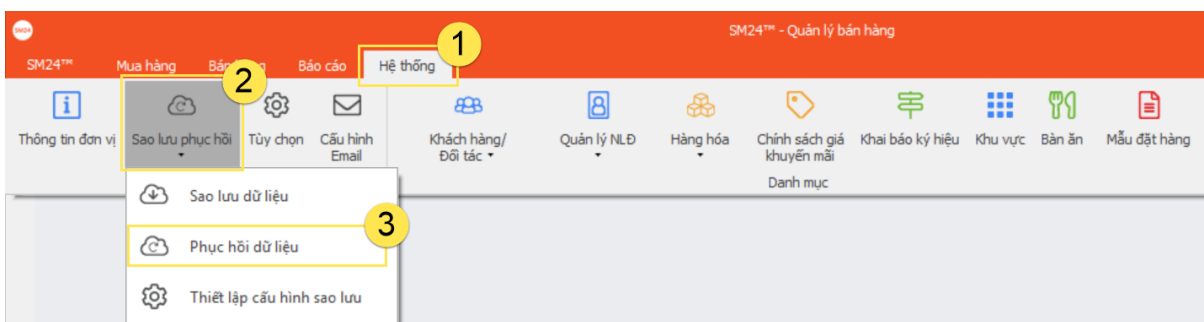 SM24
SM24™ - Quản lý bán hàng
SM24™ Mua hàng Báo cáo Hệ thống
1
2
Thông tin đơn vị Sao lưu phục hồi Tùy chọn Cấu hình Email Khách hàng/ Đối tác Quản lý NLĐ Hàng hóa Chính sách giá khuyến mãi Khai báo ký hiệu Khu vực Bàn ăn Mẫu đặt hàng
Danh mục
Sao lưu dữ liệu
3
Phục hồi dữ liệu
Thiết lập cấu hình sao lưu